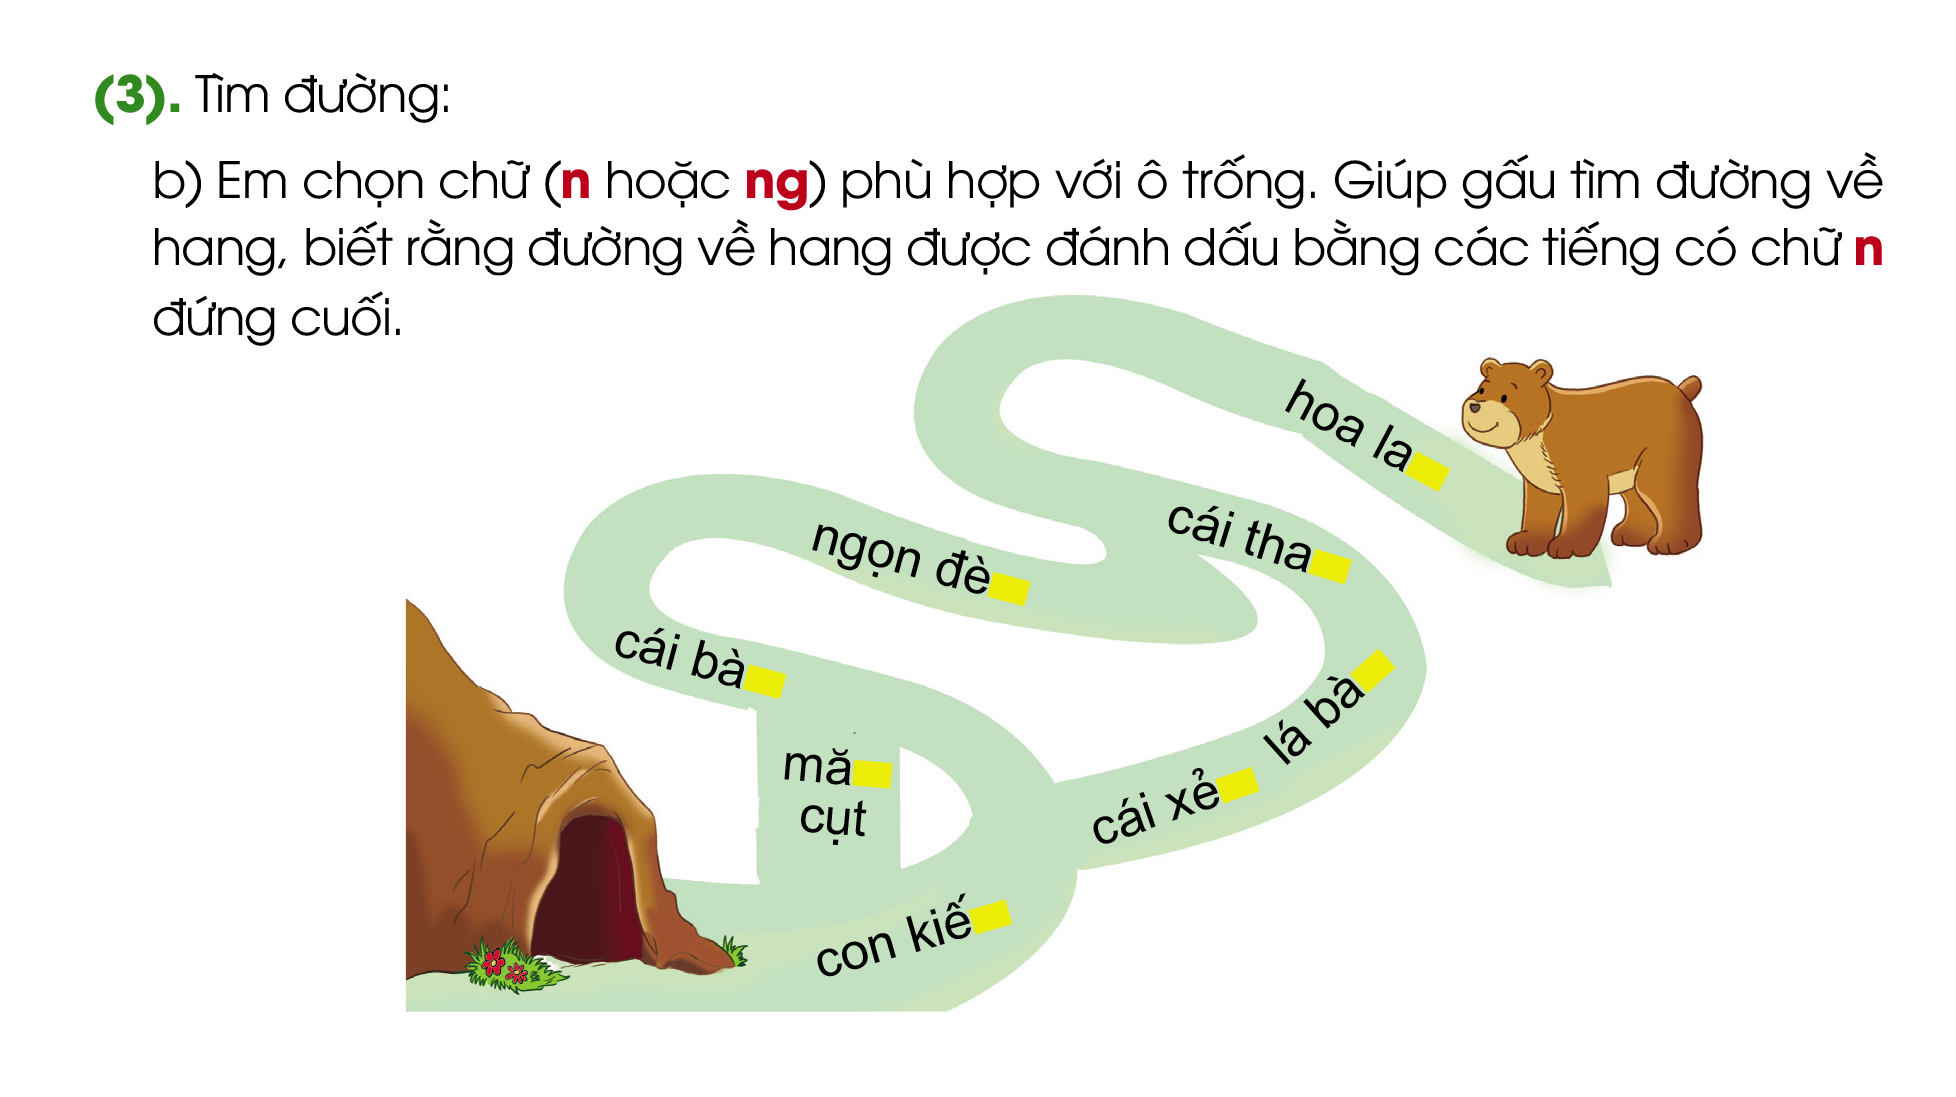 (3). Tìm đường:
b) Em chọn chữ (n hoặc ng) phù hợp với ô trống. Giúp gấu tìm đường về
hang, biết rằng đường về hang được đánh dấu bằng các tiếng có chữ n
đứng cuối.
hoa la
cái tha
ngọn đè
cái bà
lá bà
mă
cụt
cái xẻ
con kiế